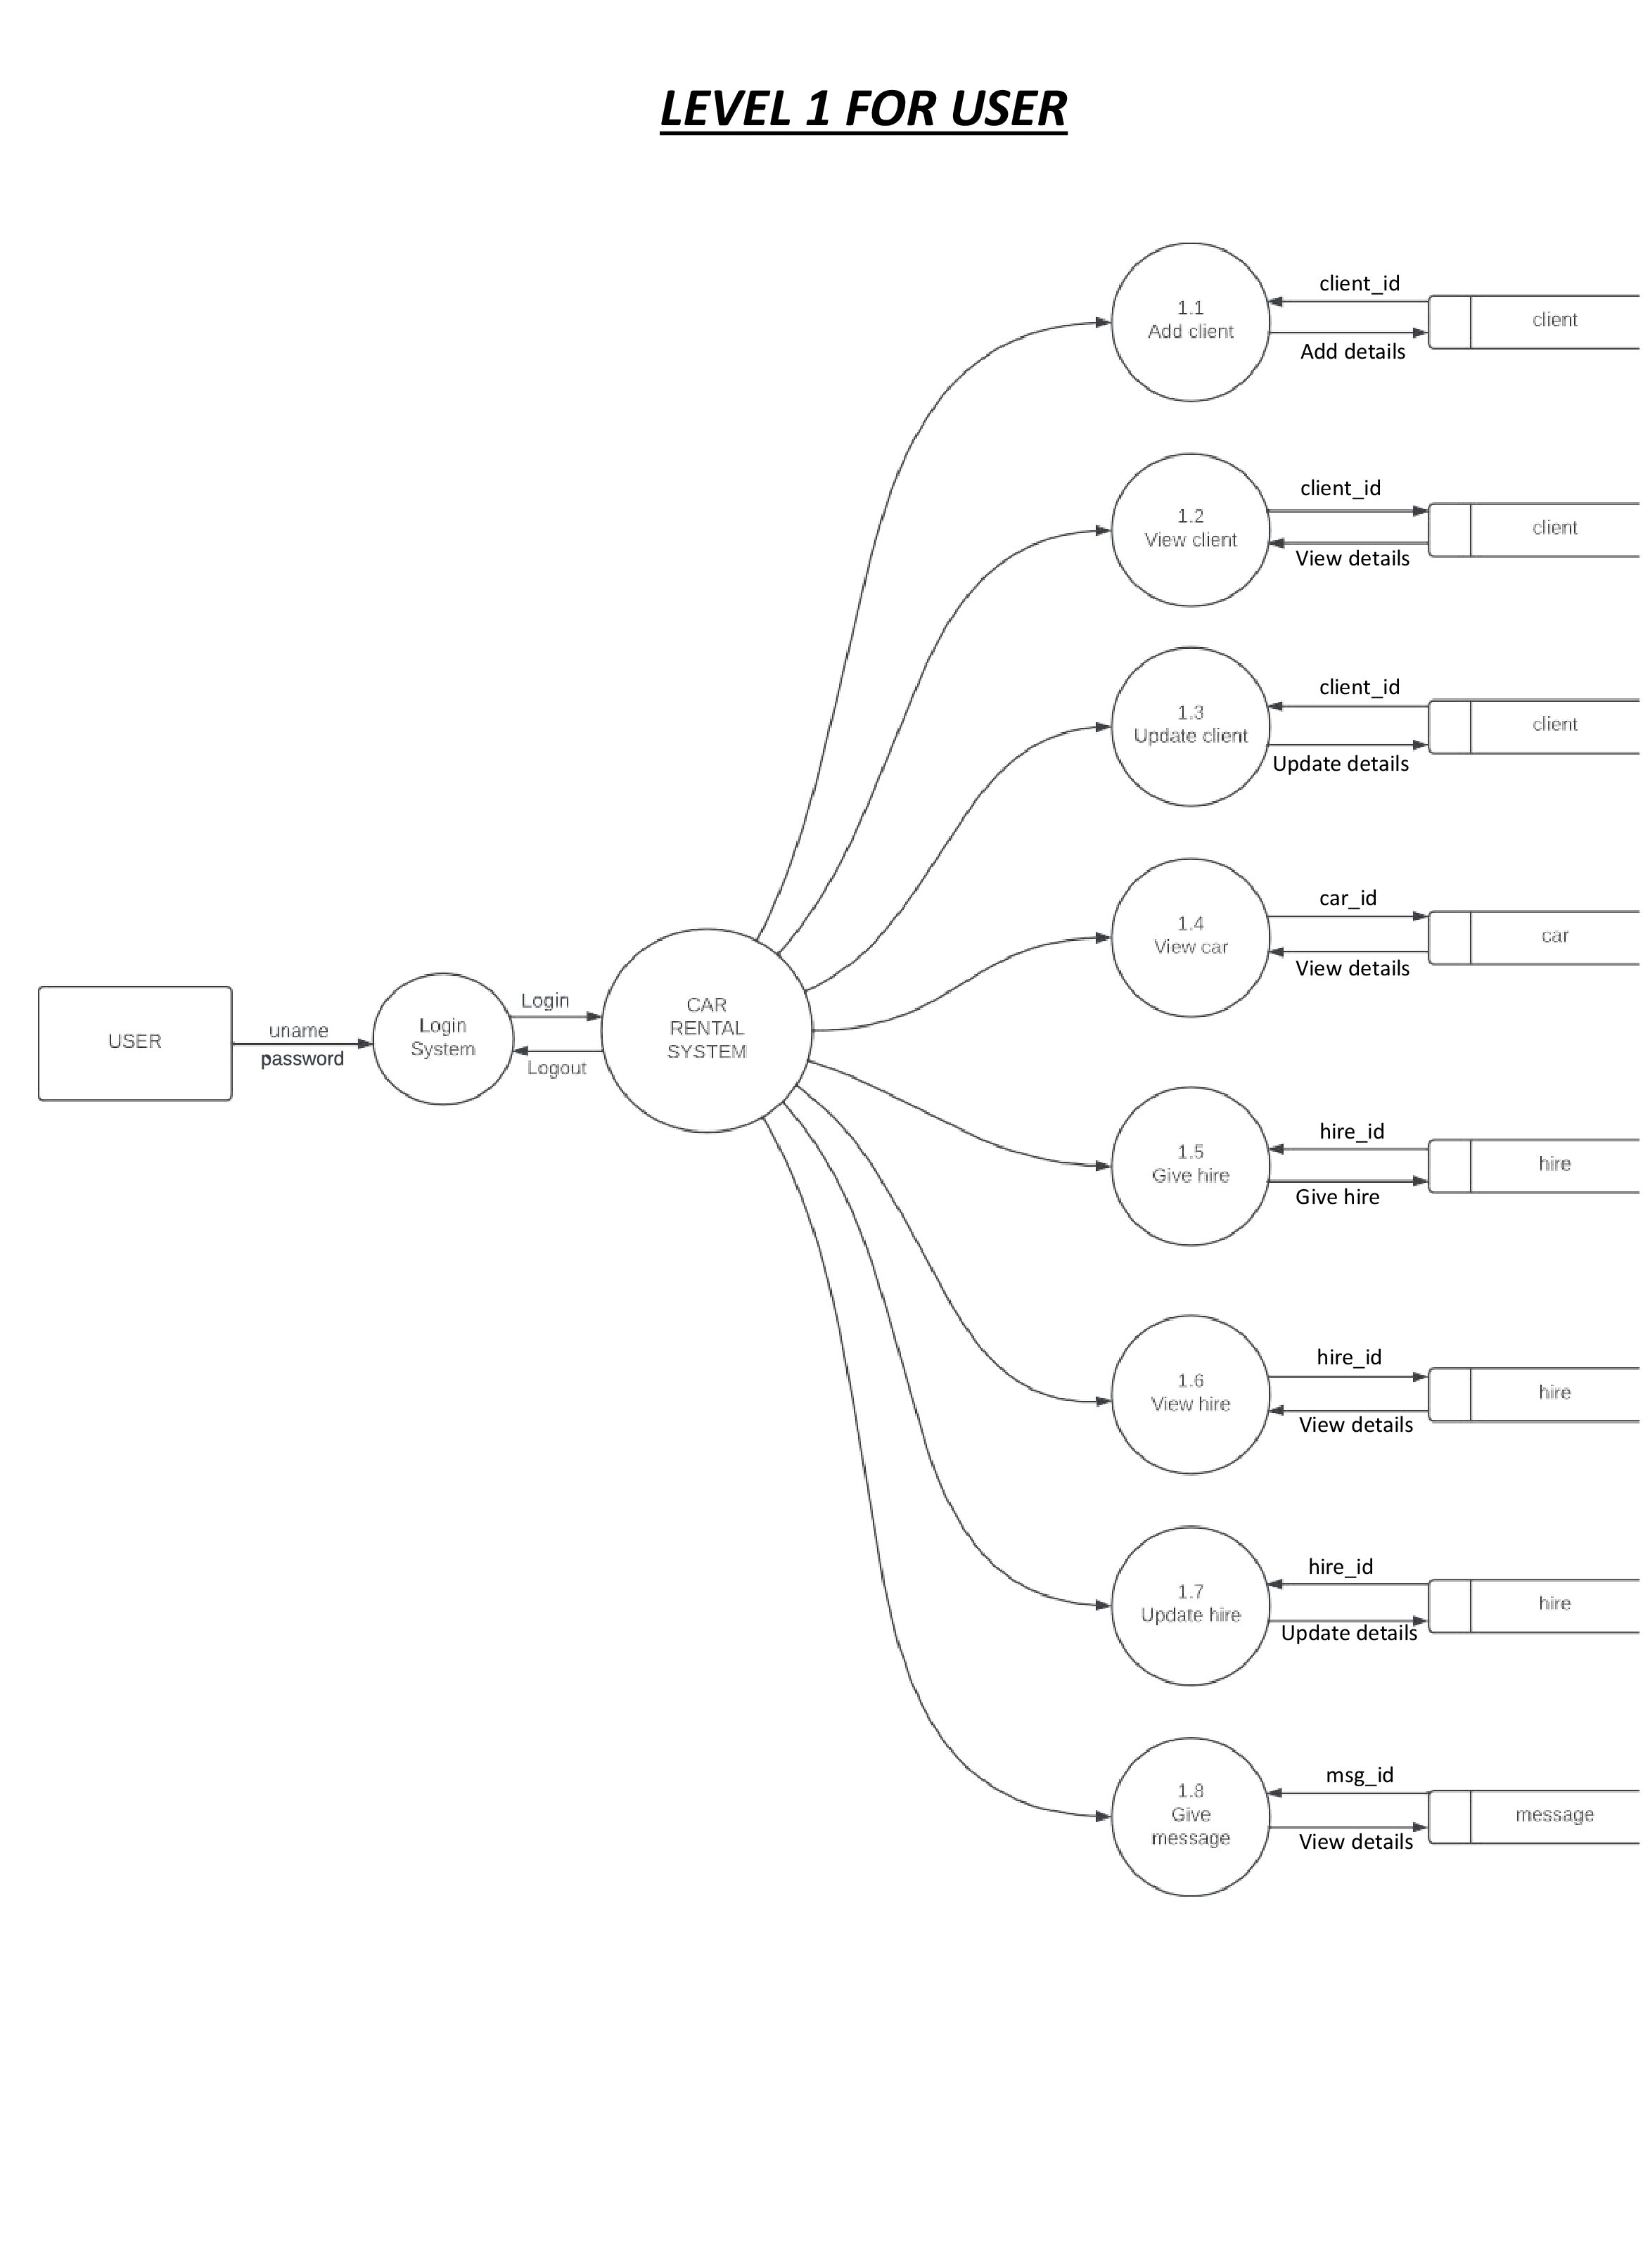 LEVEL 1 FOR USER
1.1
Add client
client_id
Add details
client
1.2
View client
client_id
View details
client
1.3
Update client
client_id
Update details
client
1.4
View car
car_id
View details
car
USER
uname
password
Login
System
Login
Logout
CAR
RENTAL
SYSTEM
1.5
Give hire
hire_id
Give hire
hire
1.6
View hire
hire_id
View details
hire
1.7
Update hire
hire_id
Update details
hire
1.8
Give
message
msg_id
View details
message